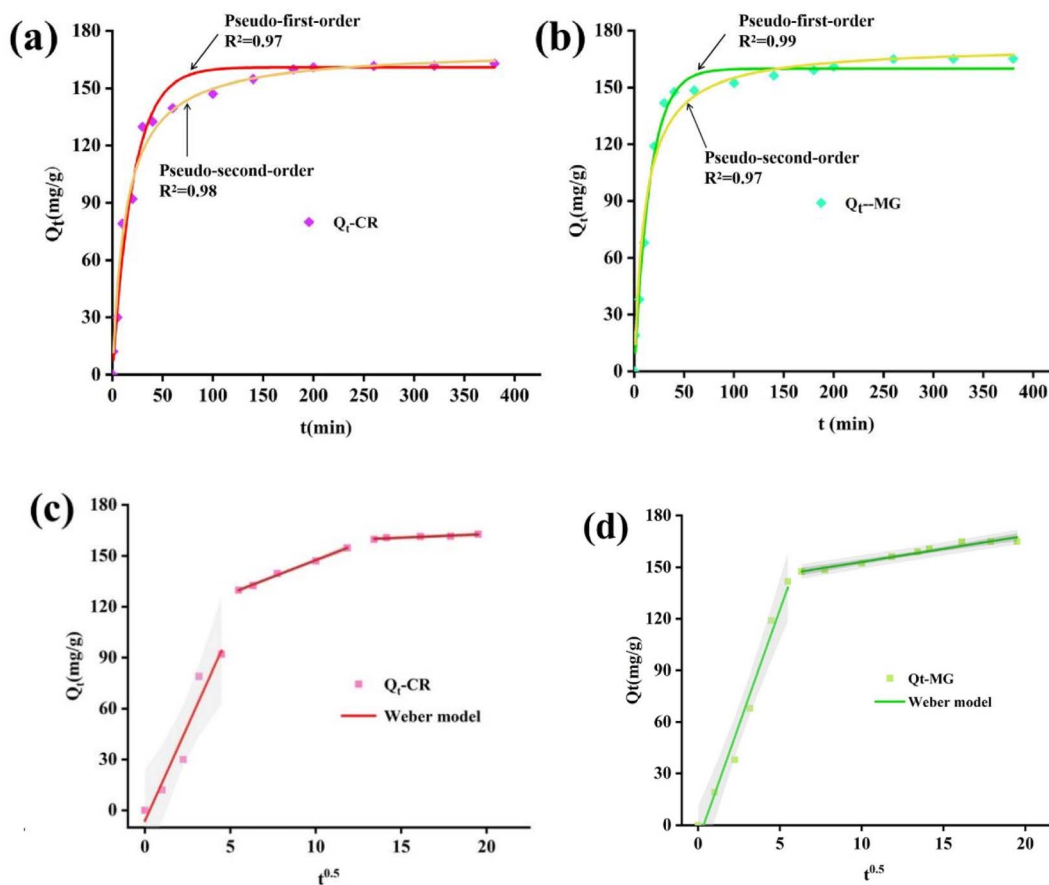 (a)
Pseudo-first-order
R²=0.97
Pseudo-second-order
R²=0.98
Qt-CR
Qt(mg/g)
180
150
120
90
60
30
0
0 50 100 150 200 250 300 350 400
t(min)
(b)
Pseudo-first-order
R²=0.99
Pseudo-second-order
R²=0.97
Qt--MG
Qt(mg/g)
180
150
120
90
60
30
0
0 50 100 150 200 250 300 350 400
t (min)
(c)
Qt-CR
Weber model
Qt(mg/g)
180
150
120
90
60
30
0
0 5 10 15 20
t0.5
(d)
Qt-MG
Weber model
Qt(mg/g)
180
150
120
90
60
30
0
0 5 10 15 20
t0.5